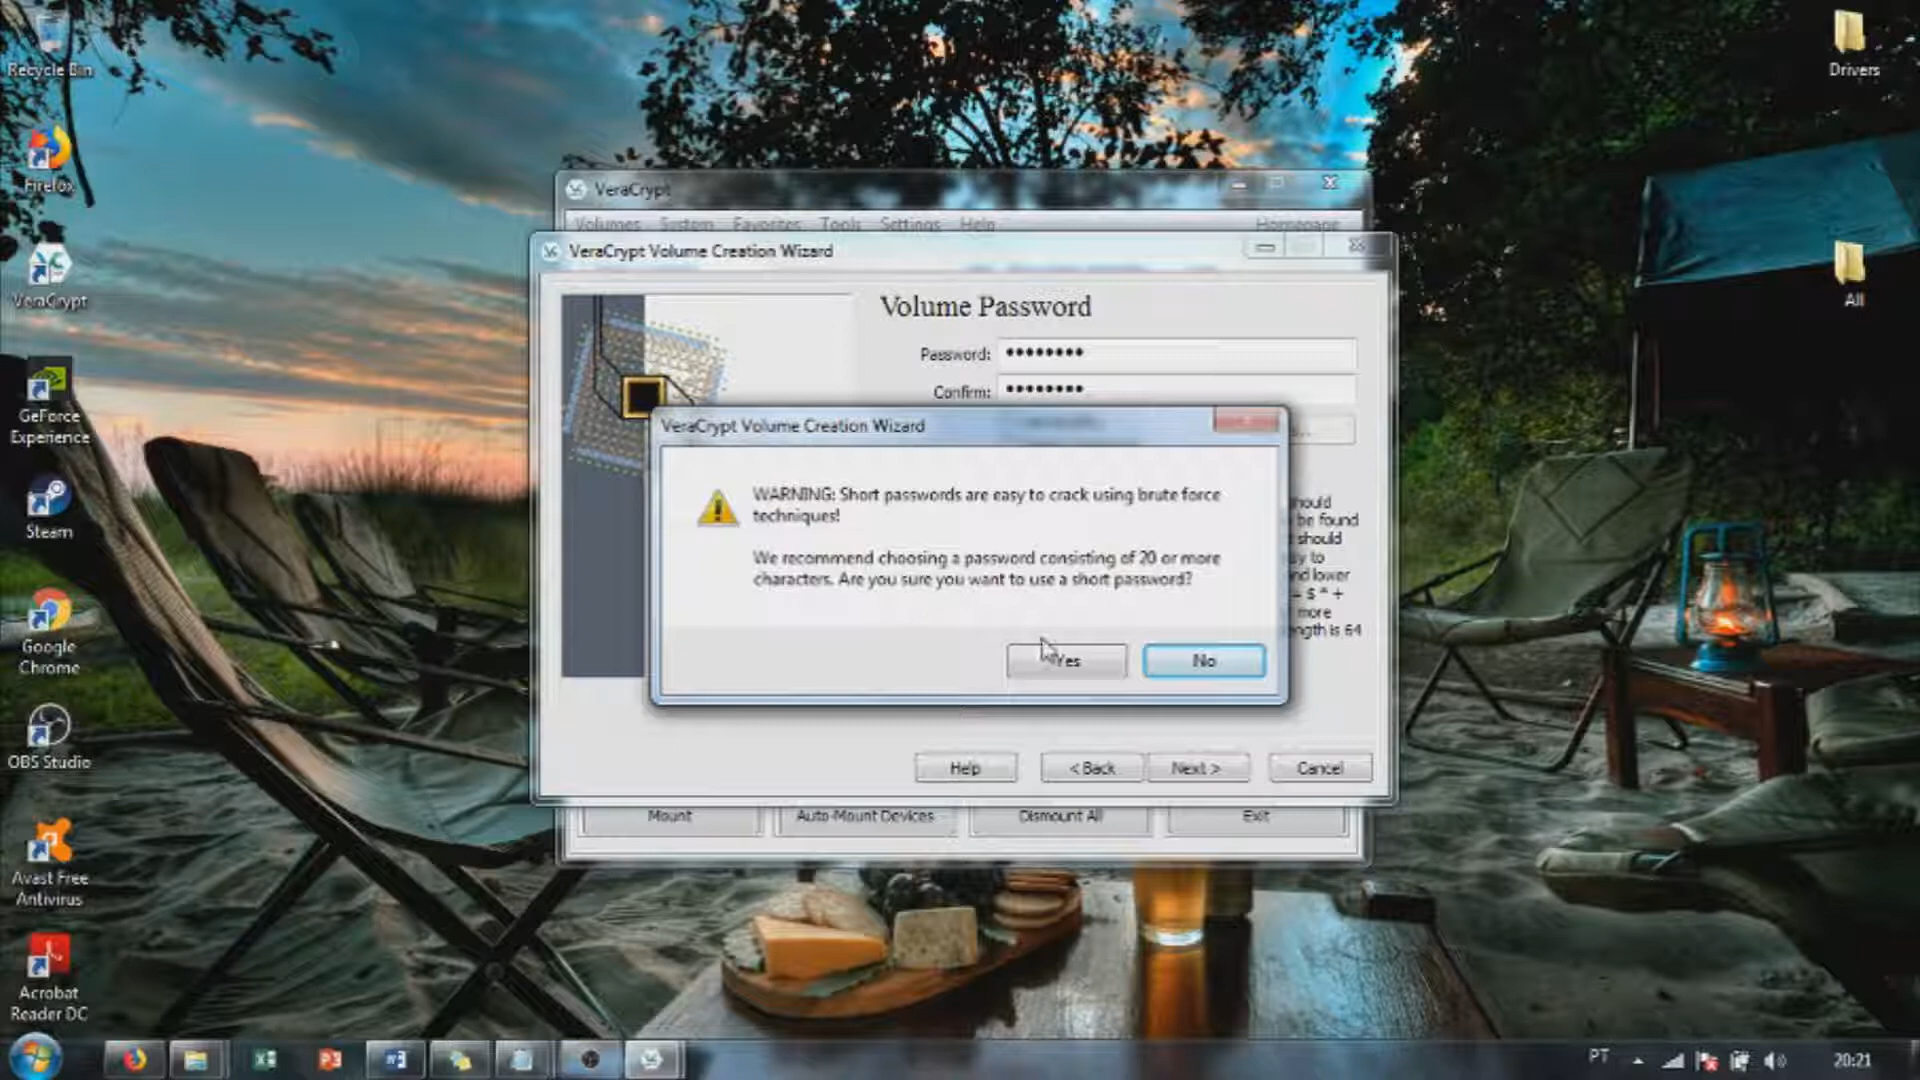 Recycle Bin
Firefox
VeraCrypt
GeForce
Experience
Steam
Google
Chrome
OBS Studio
Avast Free
Antivirus
Acrobat
Reader DC
Drivers
All
VeraCrypt
Volumes System Favorites Tools Settings Help Homepage
VeraCrypt Volume Creation Wizard
Volume Password
Password: ••••••••
Confirm: ••••••••
VeraCrypt Volume Creation Wizard
WARNING: Short passwords are easy to crack using brute force
techniques!
We recommend choosing a password consisting of 20 or more
characters. Are you sure you want to use a short password?
Yes No
be found
should
lower
= $ * +
more
is 64
Help < Back Next > Cancel
Mount Auto-Mount Devices Dismount All Exit
PT 20:21